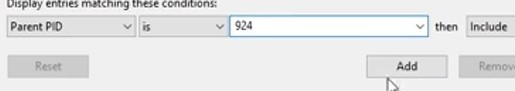 Display entries matching these conditions:
Parent PID is 924 then Include
Reset Add Remov